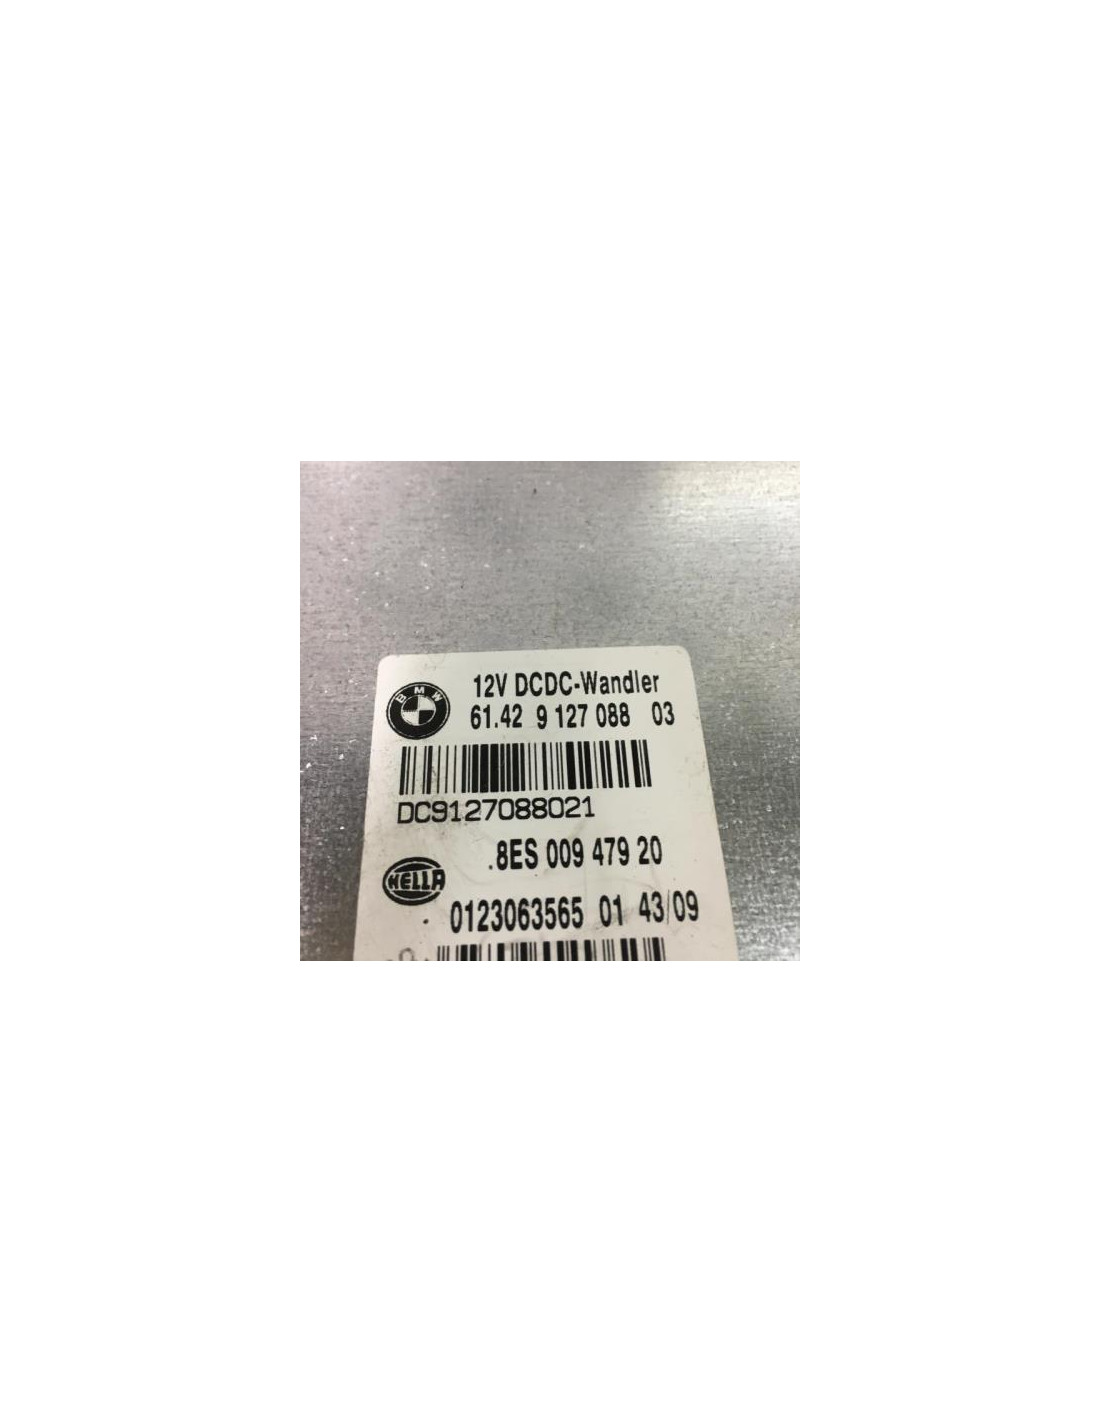 BMW
12V DCDC-Wandler
61.42 9 127 088 03
DC9127088021
.8ES 009 479 20
HELLA
0123063565 01 43/09